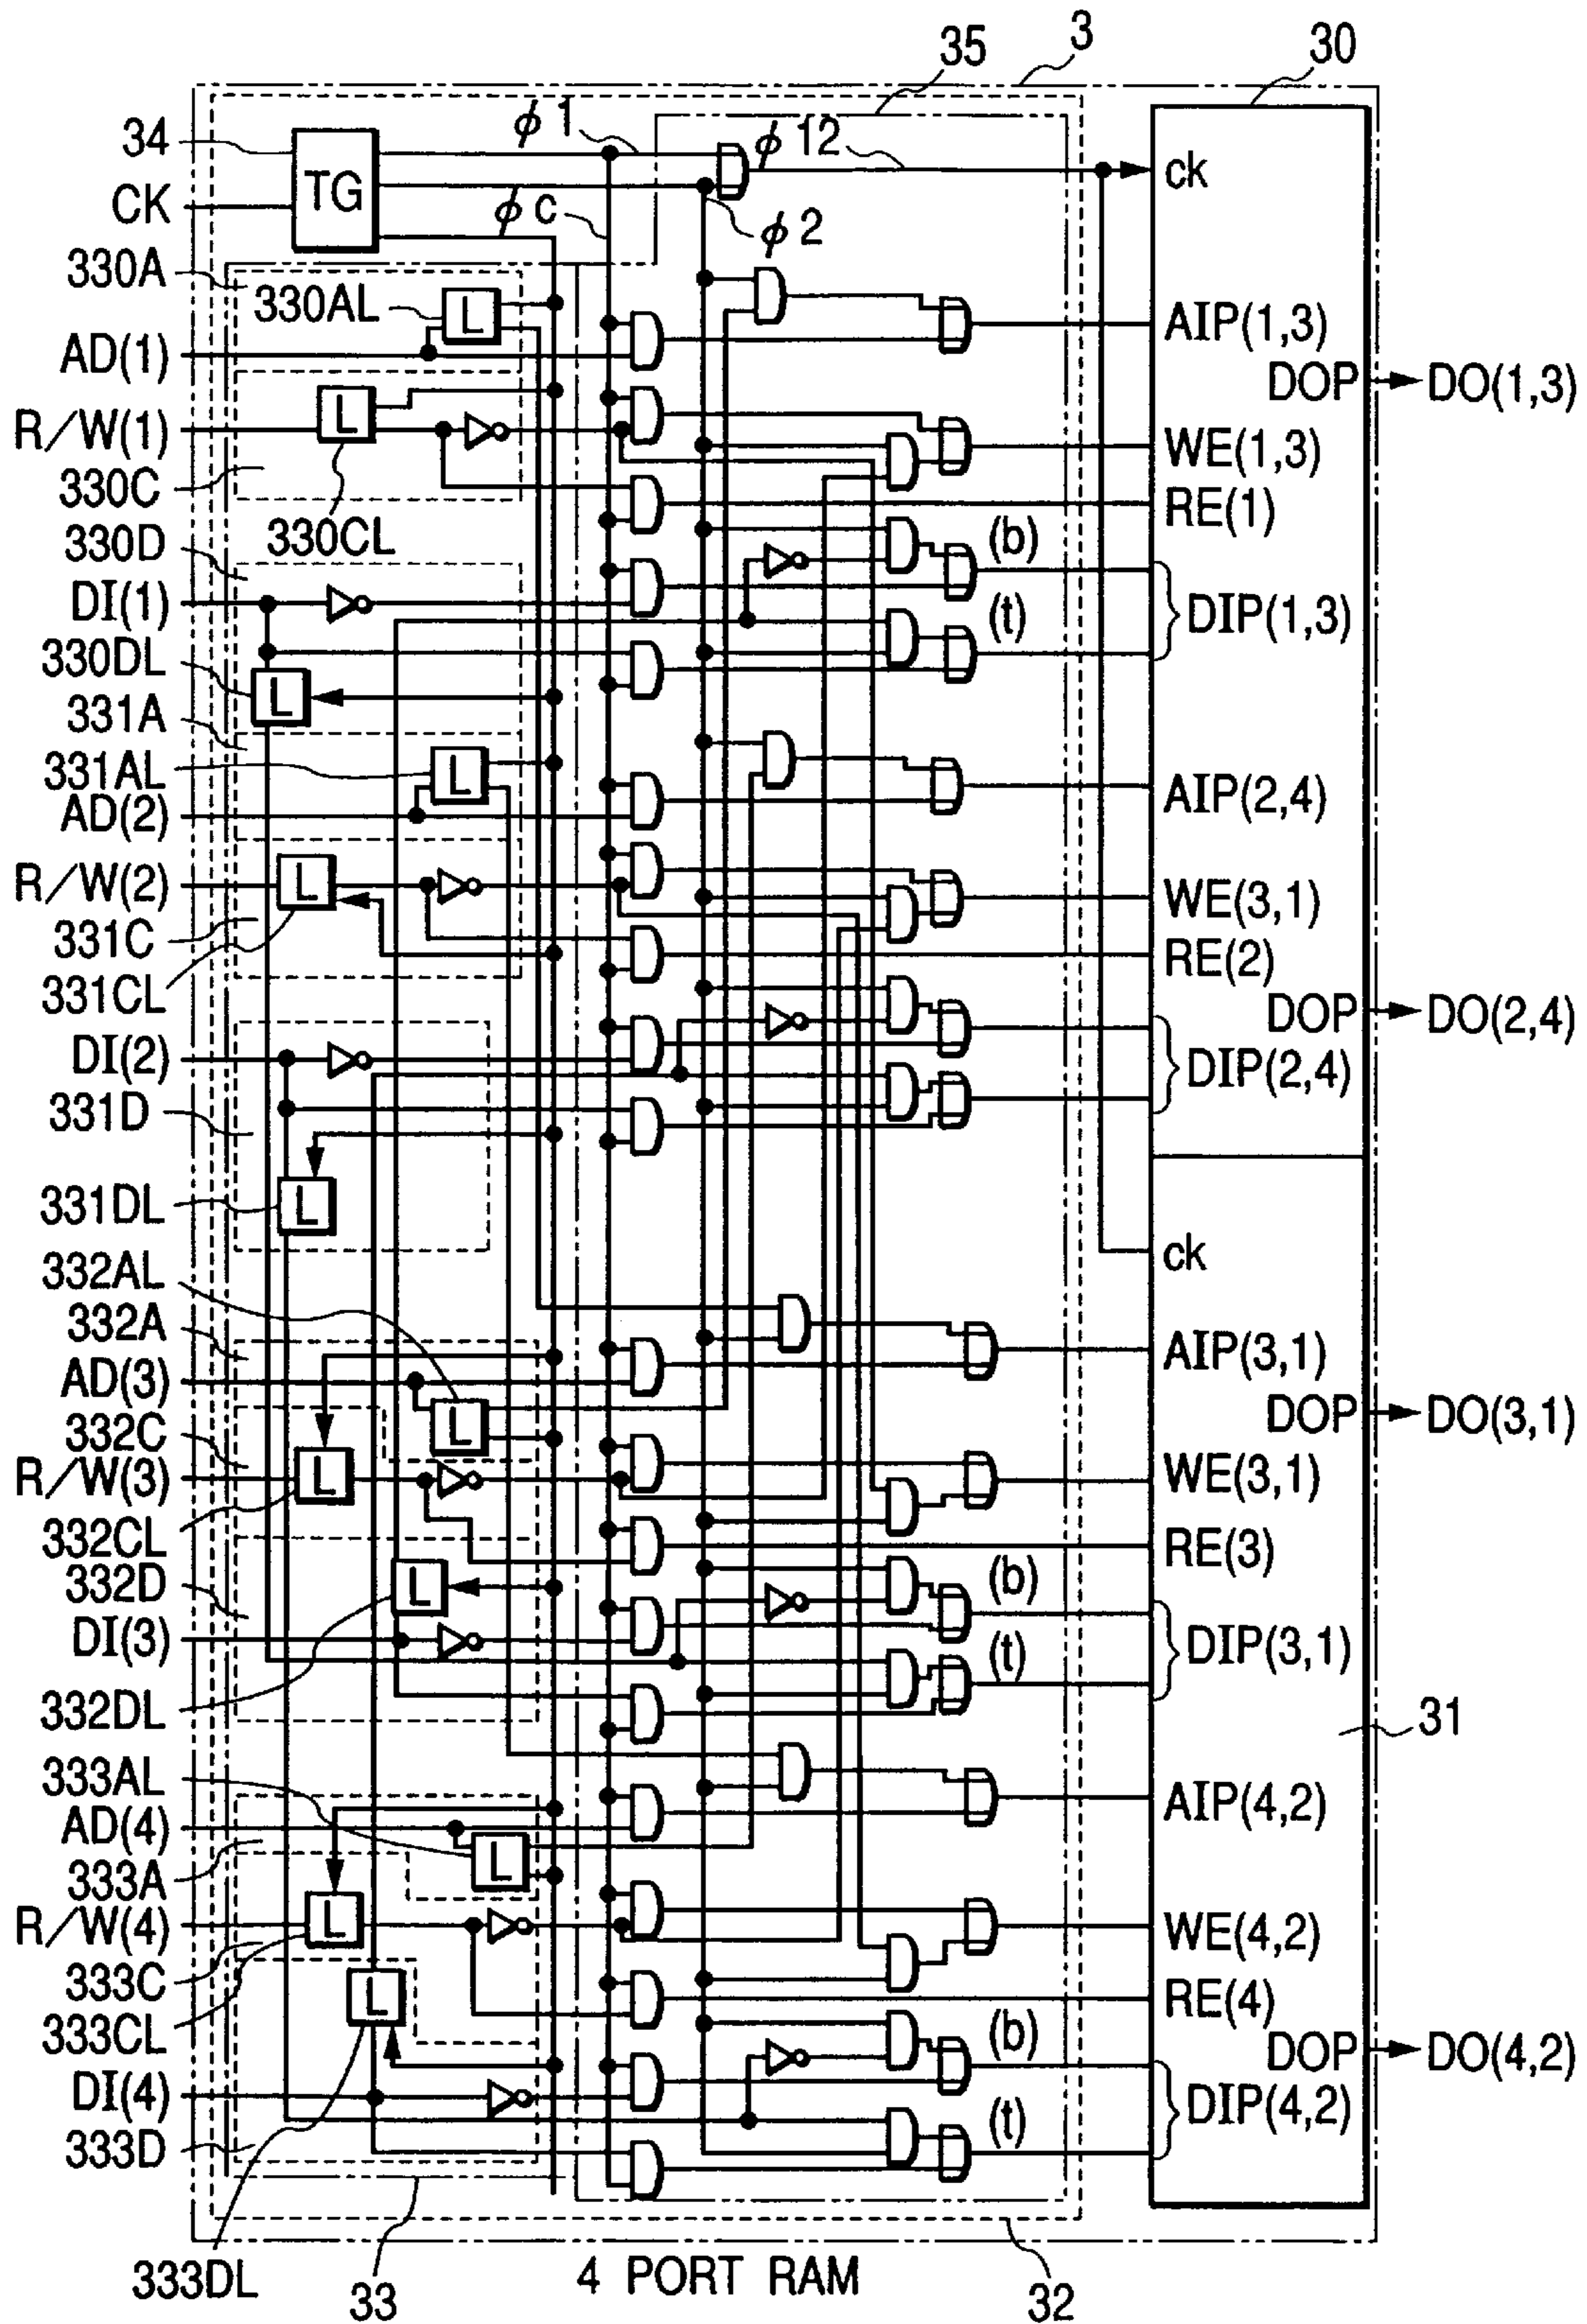 3
35
30
34
φ1
φ12
ck
CK
TG
φc
φ2
330A
330AL
L
AD(1)
AIP(1,3)
DOP
DO(1,3)
R/W(1)
L
WE(1,3)
330C
RE(1)
330CL
330D
(b)
DI(1)
(t)
DIP(1,3)
330DL
L
331A
331AL
L
AD(2)
AIP(2,4)
R/W(2)
L
WE(3,1)
331C
RE(2)
331CL
DOP
DO(2,4)
DI(2)
DIP(2,4)
331D
331DL
L
ck
332AL
332A
AD(3)
AIP(3,1)
DOP
DO(3,1)
332C
L
R/W(3)
L
WE(3,1)
332CL
RE(3)
332D
L
(b)
DI(3)
(t)
DIP(3,1)
332DL
31
333AL
AD(4)
AIP(4,2)
333A
L
R/W(4)
L
WE(4,2)
333C
L
RE(4)
333CL
(b)
DOP
DO(4,2)
DI(4)
(t)
DIP(4,2)
333D
333DL
33
4 PORT RAM
32